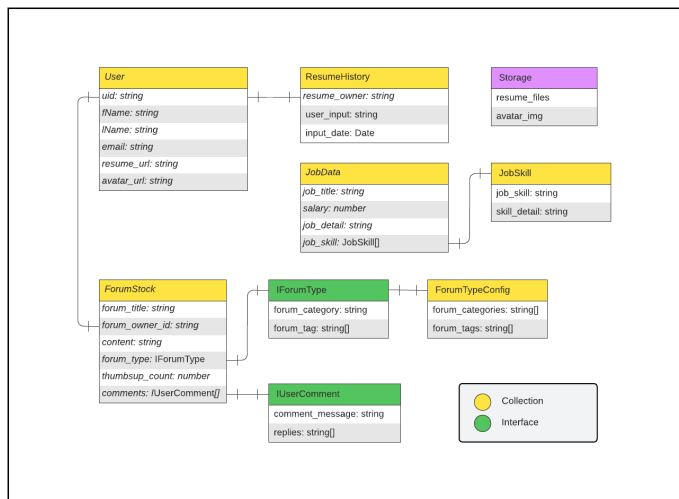 User
uid: string
fName: string
lName: string
email: string
resume_url: string
avatar_url: string
ResumeHistory
resume_owner: string
user_input: string
input_date: Date
Storage
resume_files
avatar_img
JobData
job_title: string
salary: number
job_detail: string
job_skill: JobSkill[]
JobSkill
job_skill: string
skill_detail: string
ForumStock
forum_title: string
forum_owner_id: string
content: string
forum_type: IForumType
thumbsup_count: number
comments: IUserComment[]
IForumType
forum_category: string
forum_tag: string[]
ForumTypeConfig
forum_categories: string[]
forum_tags: string[]
IUserComment
comment_message: string
replies: string[]
Collection
Interface